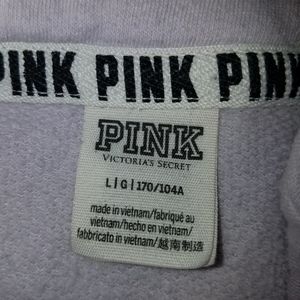 PINK PINK PINK
PINK
VICTORIA'S SECRET
L|G|170/104A
made in vietnam/fabriqué au
vietnam/hecho en vietnam/
fabbricato in vietnam/越南制造